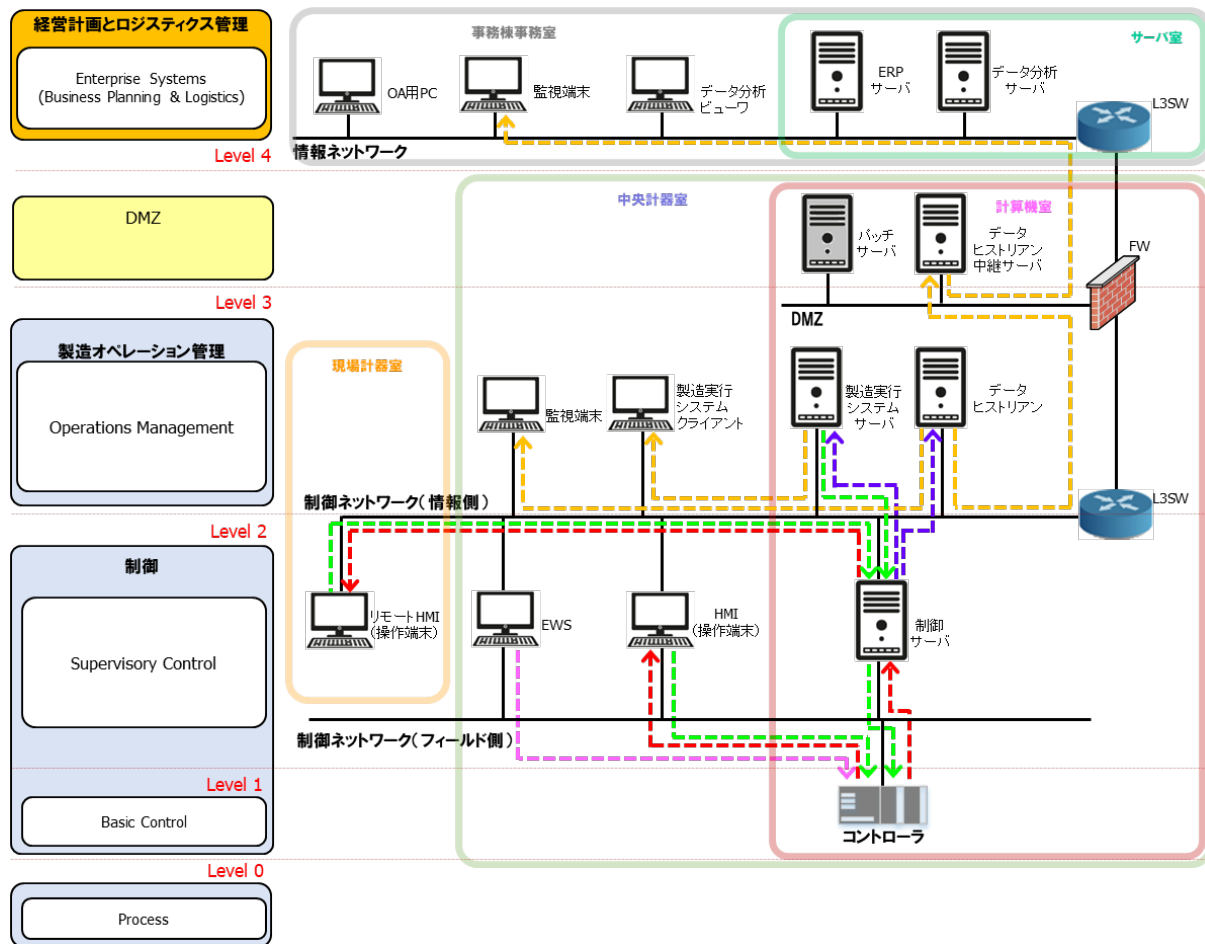 経営計画とロジスティクス管理
Enterprise Systems
(Business Planning & Logistics)
Level 4
事務棟事務室
サーバ室
OA用PC
監視端末
データ分析
ビューワ
ERP
サーバ
データ分析
サーバ
L3SW
情報ネットワーク
DMZ
Level 3
中央計器室
計算機室
パッチ
サーバ
データ
ヒストリアン
中継サーバ
FW
DMZ
製造オペレーション管理
Operations Management
Level 2
現場計器室
監視端末
製造実行
システム
クライアント
製造実行
システム
サーバ
データ
ヒストリアン
L3SW
制御ネットワーク(情報側)
制御
Supervisory Control
リモートHMI
(操作端末)
EWS
HMI
(操作端末)
制御
サーバ
制御ネットワーク(フィールド側)
Level 1
Basic Control
コントローラ
Level 0
Process